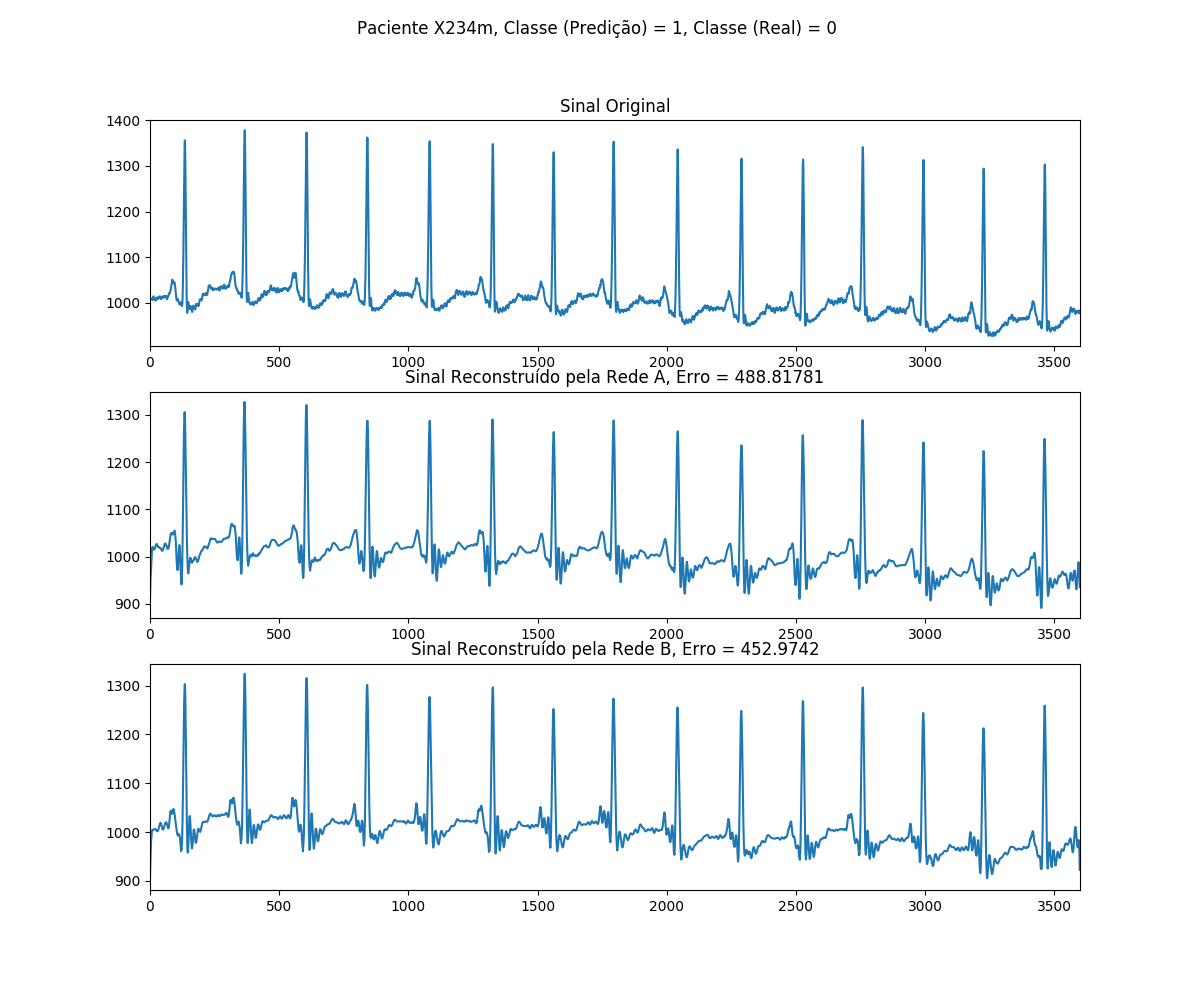 Paciente X234m, Classe (Predição) = 1, Classe (Real) = 0
Sinal Original
1400
1300
1200
1100
1000
0 500 1000 1500 2000 2500 3000 3500
Sinal Reconstruído pela Rede A, Erro = 488.81781
1300
1200
1100
1000
900
0 500 1000 1500 2000 2500 3000 3500
Sinal Reconstruído pela Rede B, Erro = 452.9742
1300
1200
1100
1000
900
0 500 1000 1500 2000 2500 3000 3500